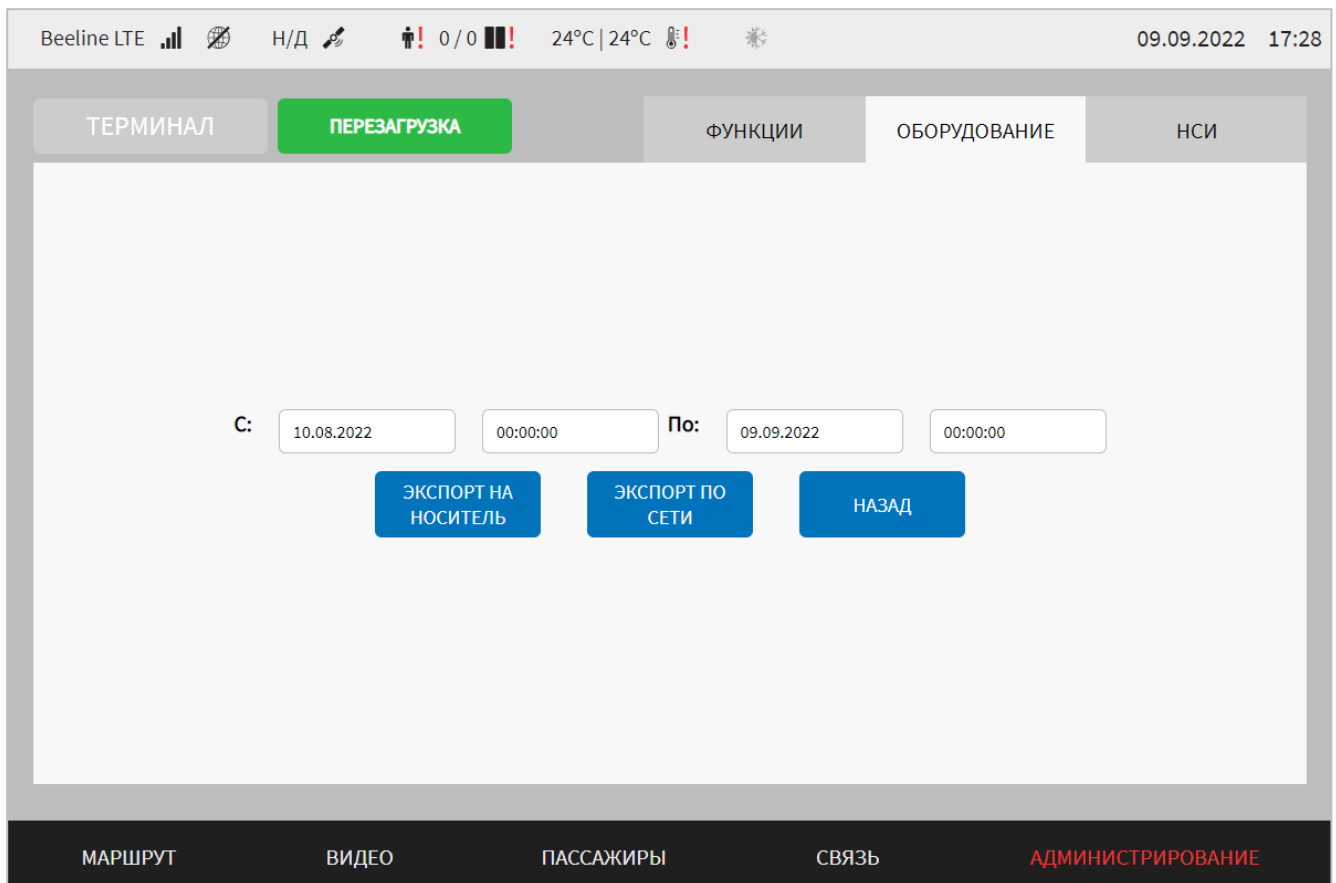 Beeline LTE Н/Д ! 0 / 0 ! 24°C | 24°C ! 09.09.2022 17:28
ТЕРМИНАЛ ПЕРЕЗАГРУЗКА ФУНКЦИИ ОБОРУДОВАНИЕ НСИ
С: 10.08.2022 00:00:00 По: 09.09.2022 00:00:00
ЭКСПОРТ НА
НОСИТЕЛЬ
ЭКСПОРТ ПО
СЕТИ
НАЗАД
МАРШРУТ ВИДЕО ПАССАЖИРЫ СВЯЗЬ АДМИНИСТРИРОВАНИЕ